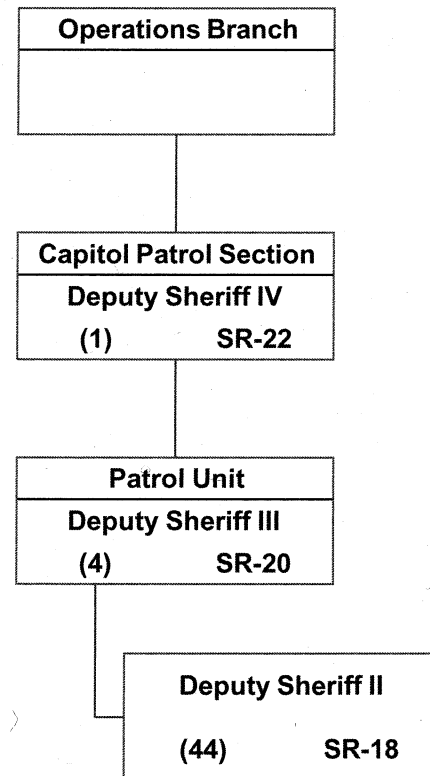 Operations Branch
Capitol Patrol Section
Deputy Sheriff IV
(1) SR-22
Patrol Unit
Deputy Sheriff III
(4) SR-20
Deputy Sheriff II
(44) SR-18